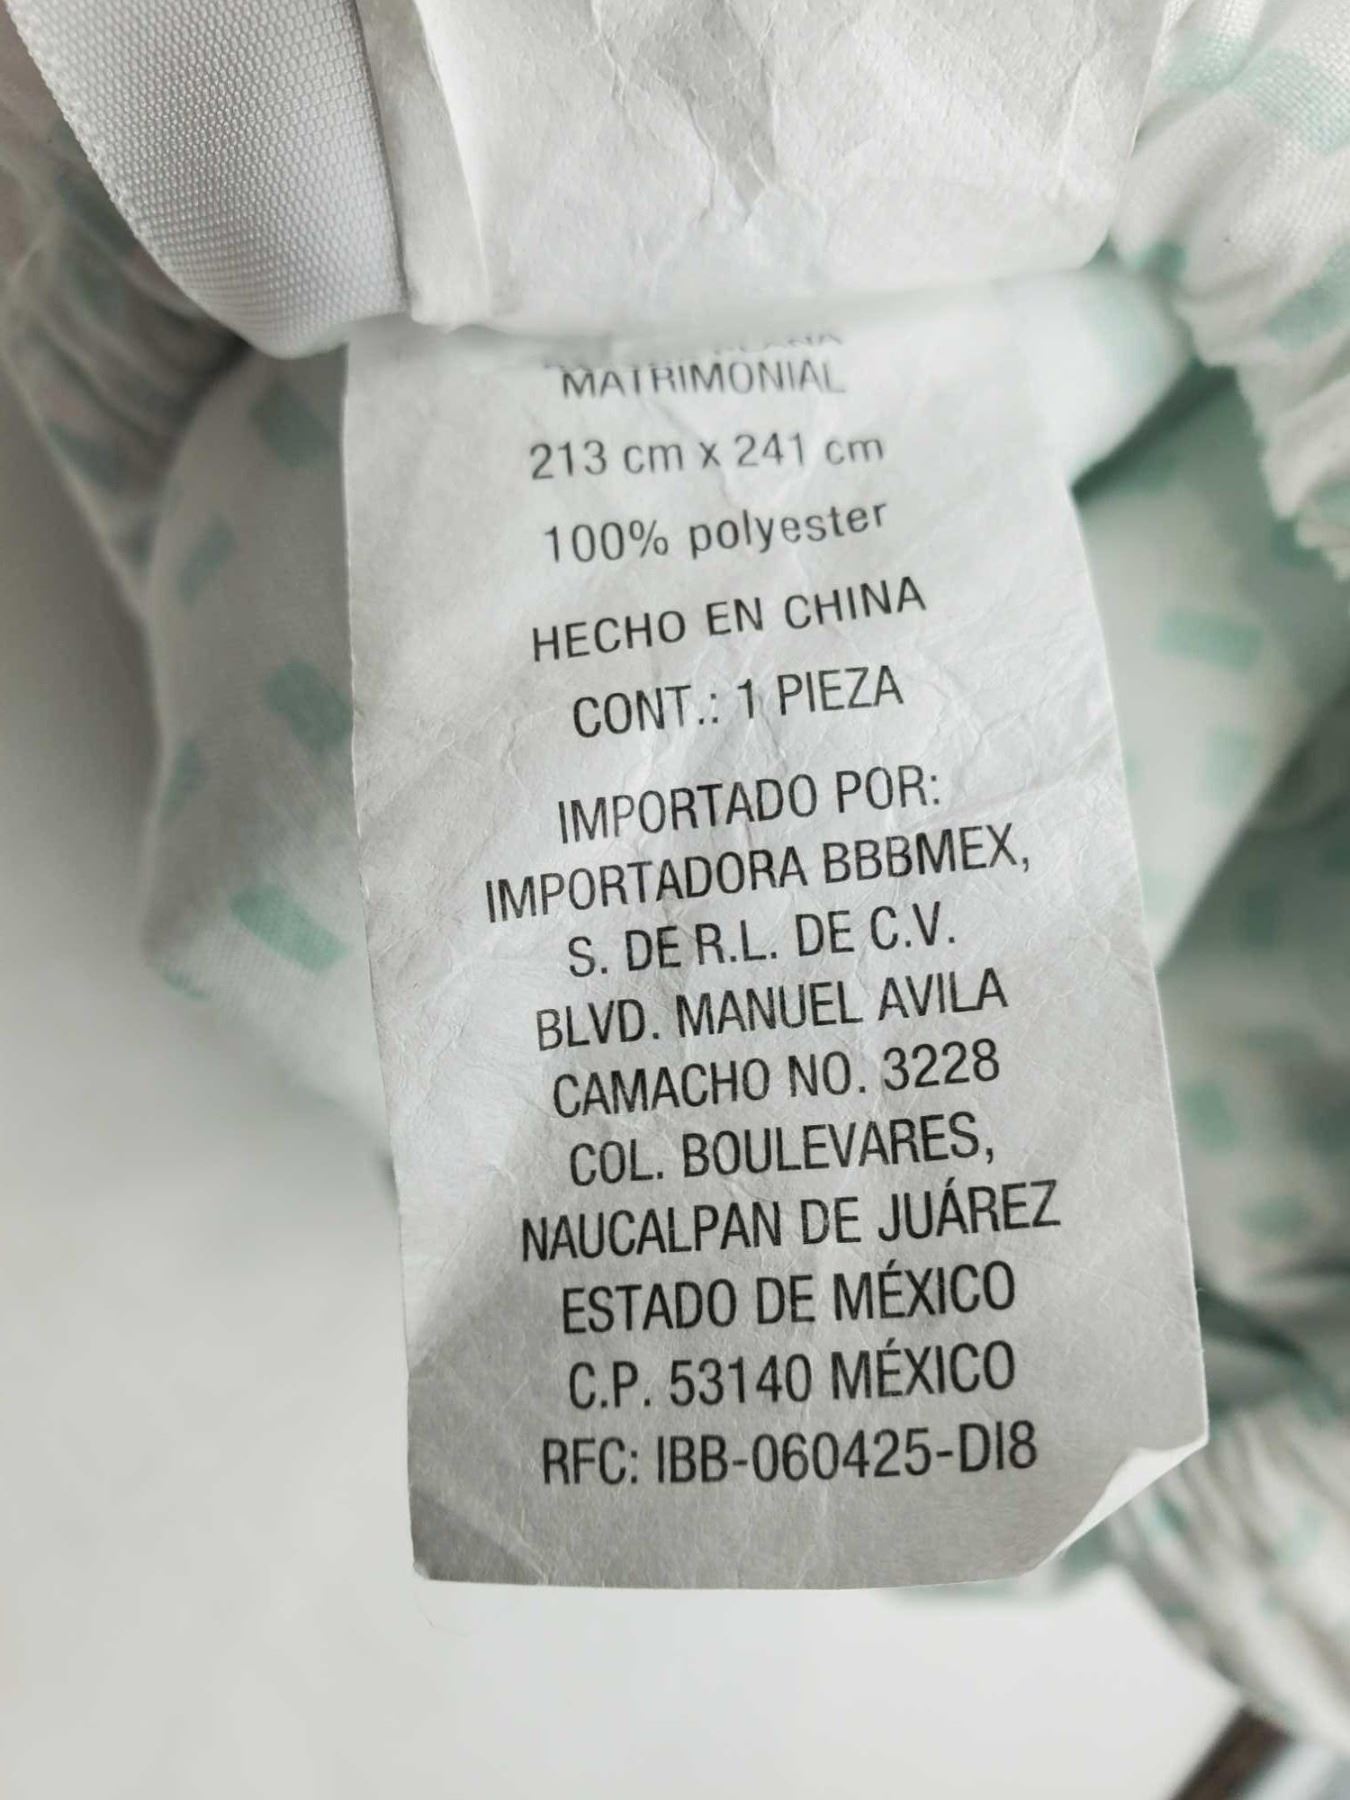 MATRIMONIAL
213 cm x 241 cm
100% polyester
HECHO EN CHINA
CONT.: 1 PIEZA
IMPORTADO POR:
IMPORTADORA BBBMEX,
S. DE R.L. DE C.V.
BLVD. MANUEL AVILA
CAMACHO NO. 3228
COL. BOULEVARES,
NAUCALPAN DE JUÁREZ
ESTADO DE MÉXICO
C.P. 53140 MÉXICO
RFC: IBB-060425-DI8